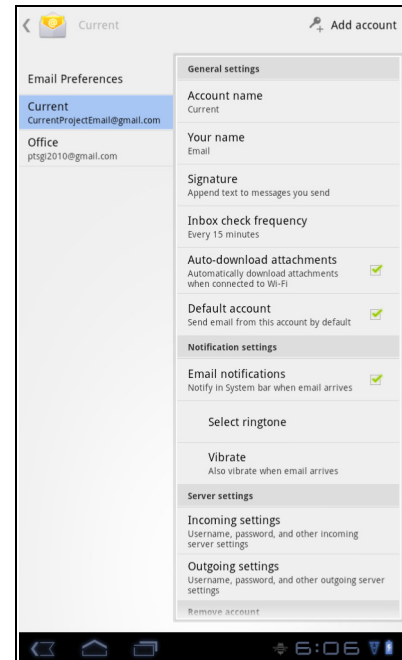 Current
Add account
Email Preferences
Current
CurrentProjectEmail@gmail.com
Office
ptsgi2010@gmail.com
General settings
Account name
Current
Your name
Email
Signature
Append text to messages you send
Inbox check frequency
Every 15 minutes
Auto-download attachments
Automatically download attachments
when connected to Wi-Fi
Default account
Send email from this account by default
Notification settings
Email notifications
Notify in System bar when email arrives
Select ringtone
Vibrate
Also vibrate when email arrives
Server settings
Incoming settings
Username, password, and other incoming
server settings
Outgoing settings
Username, password, and other outgoing server
settings
Remove account
6:06